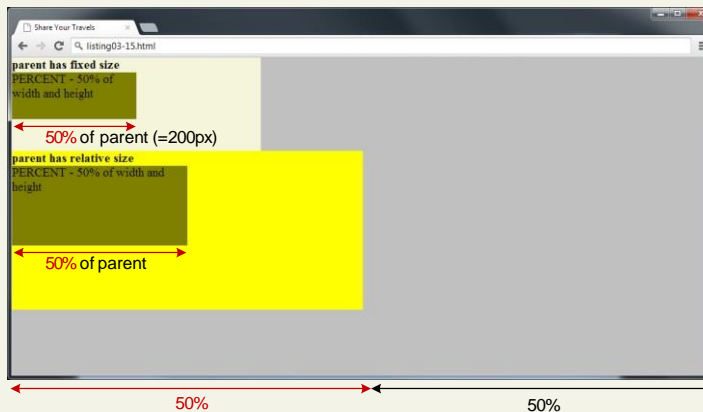 Share Your Travels
listing03-15.html
parent has fixed size
PERCENT - 50% of
width and height
50% of parent (=200px)
parent has relative size
PERCENT - 50% of width and
height
50% of parent
50%
50%